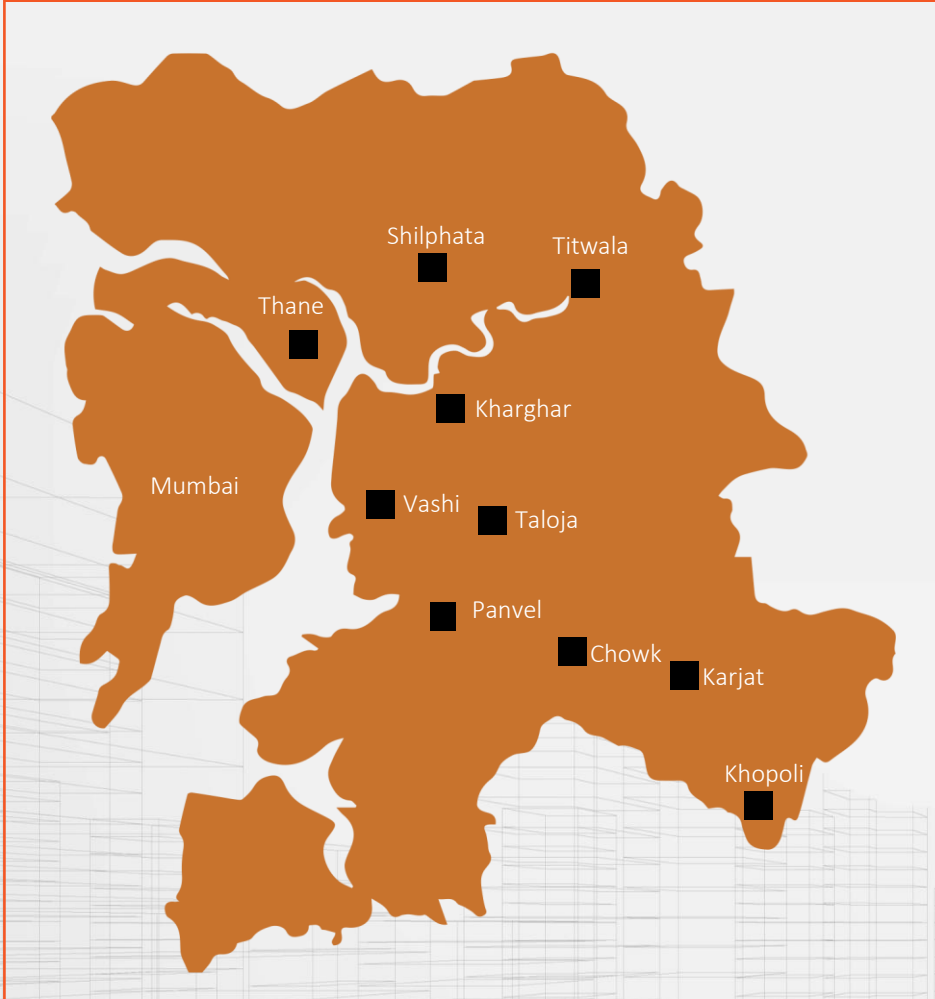 Shilphata
Titwala
Thane
Kharghar
Mumbai
Vashi
Taloja
Panvel
Chowk
Karjat
Khopoli